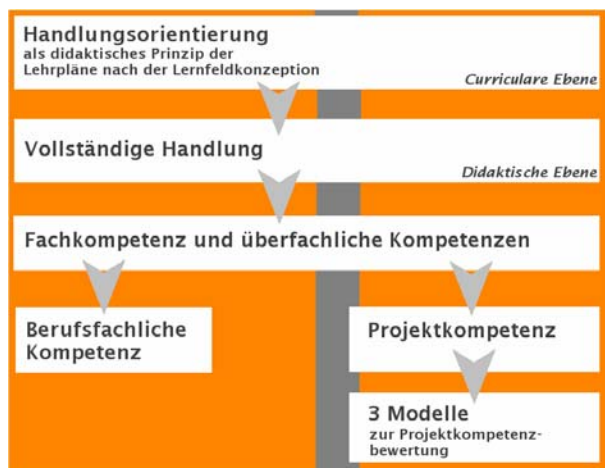 Handlungsorientierung
als didaktisches Prinzip der
Lehrpläne nach der Lernfeldkonzeption
Curriculare Ebene
Vollständige Handlung
Didaktische Ebene
Fachkompetenz und überfachliche Kompetenzen
Berufsfachliche
Kompetenz
Projektkompetenz
3 Modelle
zur Projektkompetenz-
bewertung